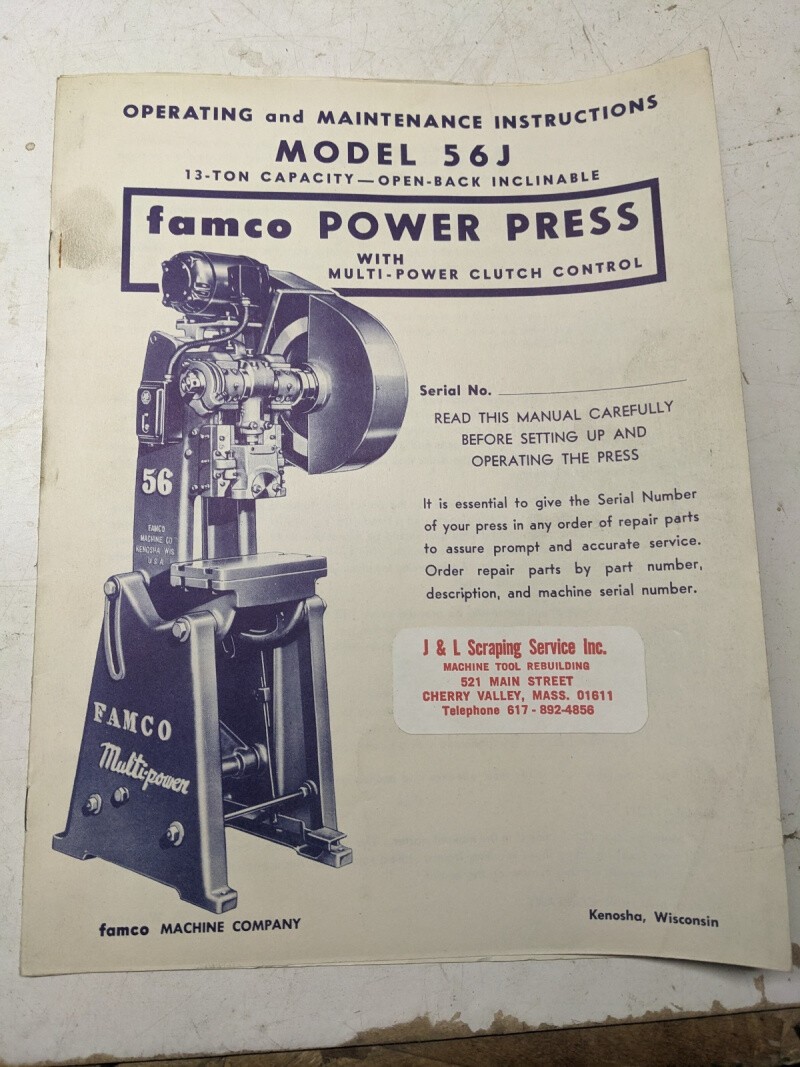 OPERATING and MAINTENANCE INSTRUCTIONS
MODEL 56J
13-TON CAPACITY—OPEN-BACK INCLINABLE
famco POWER PRESS
WITH
MULTI-POWER CLUTCH CONTROL
Serial No.
READ THIS MANUAL CAREFULLY
BEFORE SETTING UP AND
OPERATING THE PRESS
56
FAMCO
MACHINE CO
KENOSHA, WIS.
U S A
It is essential to give the Serial Number
of your press in any order of repair parts
to assure prompt and accurate service.
Order repair parts by part number,
description, and machine serial number.
J & L Scraping Service Inc.
MACHINE TOOL REBUILDING
521 MAIN STREET
CHERRY VALLEY, MASS. 01611
Telephone 617 - 892-4856
FAMCO
Multi-power
famco MACHINE COMPANY
Kenosha, Wisconsin